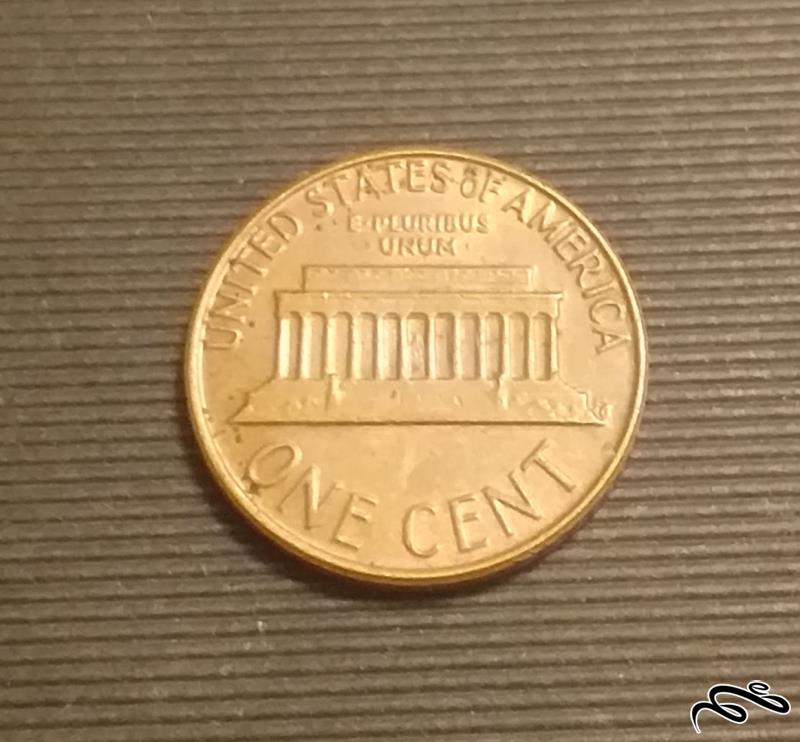 UNITED STATES OF AMERICA
E·PLURIBUS
UNUM
ONE CENT